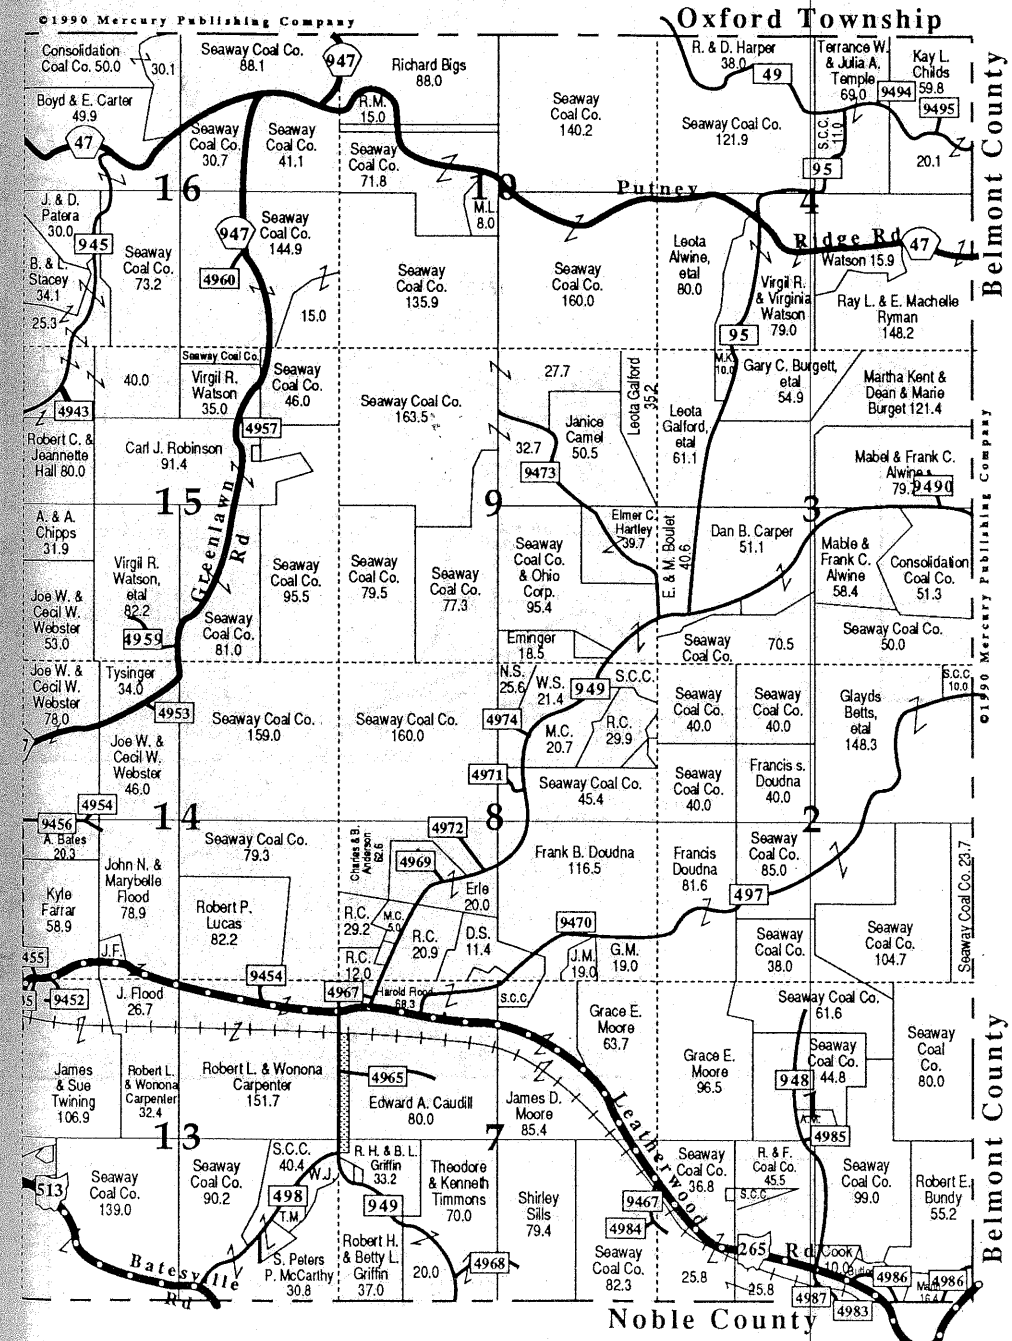 ©1990 Mercury Publishing Company
Oxford Township
Consolidation
Coal Co. 50.0
30.1
Seaway Coal Co.
88.1
947
Richard Bigs
88.0
R. & D. Harper
38.0
49
Terrance W.
& Julia A.
Temple
69.0
9494
Kay L.
Childs
59.8
9495
Belmont County
Boyd & E. Carter
49.9
47
R.M.
15.0
Seaway
Coal Co.
30.7
Seaway
Coal Co.
41.1
Seaway
Coal Co.
71.8
Seaway
Coal Co.
140.2
Seaway Coal Co.
121.9
S.C.C.
11.0
95
20.1
16
10
Putney
4
J. & D.
Patera
30.0
945
Seaway
Coal Co.
73.2
947
4960
Seaway
Coal Co.
144.9
M.L.
8.0
Ridge Rd
47
B. & L.
Stacey
34.1
25.3
15.0
Seaway
Coal Co.
135.9
Seaway
Coal Co.
160.0
Leota
Alwine,
etal
80.0
Watson 15.9
Virgil R.
& Virginia
Watson
79.0
Ray L. & E. Machelle
Ryman
148.2
95
Seaway Coal Co.
40.0
Virgil R.
Watson
35.0
Seaway
Coal Co.
46.0
Seaway Coal Co.
163.5
27.7
Leota Galford
35.2
M.K.
10.0
Gary C. Burgett,
etal
54.9
Martha Kent &
Dean & Marie
Burget 121.4
4943
4957
Janice
Camel
50.5
Leota
Galford,
etal
61.1
Robert C. &
Jeannette
Hall 80.0
Carl J. Robinson
91.4
32.7
9473
Mabel & Frank C.
Alwine
9490
15
9
3
©1990 Mercury Publishing Company
A. & A.
Chipps
31.9
Greenlawn
Rd
Elmer C.
Hartley
39.7
E. & M. Boulet
40.6
Dan B. Carper
51.1
Virgil R.
Watson,
etal
82.2
4959
Seaway
Coal Co.
95.5
Seaway
Coal Co.
79.5
Seaway
Coal Co.
77.3
Seaway
Coal Co.
& Ohio
Corp.
95.4
Mable &
Frank C.
Alwine
58.4
Consolidation
Coal Co.
51.3
Joe W. &
Cecil W.
Webster
53.0
Seaway
Coal Co.
81.0
Eminger
18.5
Seaway
Coal Co.
70.5
Seaway Coal Co.
50.0
Joe W. &
Cecil W.
Webster
78.0
Tysinger
34.0
4953
N.S.
25.6
W.S.
21.4
949
S.C.C.
S.C.C.
10.0
Seaway Coal Co.
159.0
Seaway Coal Co.
160.0
4974
M.C.
20.7
R.C.
29.9
Seaway
Coal Co.
40.0
Seaway
Coal Co.
40.0
Glayds
Betts,
etal
148.3
Joe W. &
Cecil W.
Webster
46.0
4971
Seaway Coal Co.
45.4
Seaway
Coal Co.
40.0
Francis s.
Doudna
40.0
4954
14
8
2
9456
A. Bates
20.3
Seaway Coal Co.
79.3
Charles & B.
Anderson
62.6
4972
4969
Frank B. Doudna
116.5
Francis
Doudna
81.6
Seaway
Coal Co.
85.0
Seaway Coal Co. 23.7
John N. &
Marybelle
Flood
78.9
Kyle
Farrar
58.9
Robert P.
Lucas
82.2
Erle
20.0
497
R.C.
29.2
M.C.
5.0
R.C.
20.9
D.S.
11.4
9470
Seaway
Coal Co.
38.0
Seaway
Coal Co.
104.7
455
J.F.
R.C.
12.0
J.M.
19.0
G.M.
19.0
9452
J. Flood
26.7
9454
4967
Harold Flood
68.3
S.C.C.
Seaway Coal Co.
61.6
Grace E.
Moore
63.7
Grace E.
Moore
96.5
Seaway
Coal Co.
44.8
Seaway
Coal
Co.
80.0
Belmont County
James
& Sue
Twining
106.9
Robert L.
& Wonona
Carpenter
32.4
Robert L. & Wonona
Carpenter
151.7
4965
Edward A. Caudill
80.0
James D.
Moore
85.4
948
A.M.
4985
13
7
1
Leatherwood
Rd
513
Seaway
Coal Co.
139.0
Seaway
Coal Co.
90.2
S.C.C.
40.4
W.J.
498
T.M.
R. H. & B. L.
Griffin
33.2
949
Theodore
& Kenneth
Timmons
70.0
Shirley
Sills
79.4
Seaway
Coal Co.
36.8
R. & F.
Coal Co.
45.5
S.C.C.
Seaway
Coal Co.
99.0
Robert E.
Bundy
55.2
9467
4984
Batesville
Rd
S. Peters
P. McCarthy
30.8
Robert H.
& Betty L.
Griffin
37.0
20.0
4968
Seaway
Coal Co.
82.3
25.8
25.8
265
Cook
10.0
4986
4986
4987
4983
Noble County